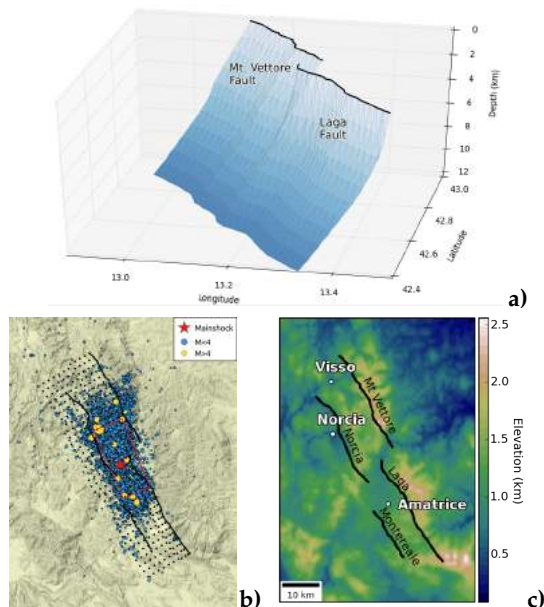 Mt Vettore
Fault
Laga
Fault
0
2
4
6
8
10
12
Depth (km)
43.0
42.8
42.6
42.4
Latitude
13.0
13.2
13.4
Longitude
a)
Mainshock
M<4
M>4
b)
Visso
Mt Vettore
Norcia
Norcia
Laga
Amatrice
Montereale
10 km
2.5
2.0
1.5
1.0
0.5
Elevation (km)
c)